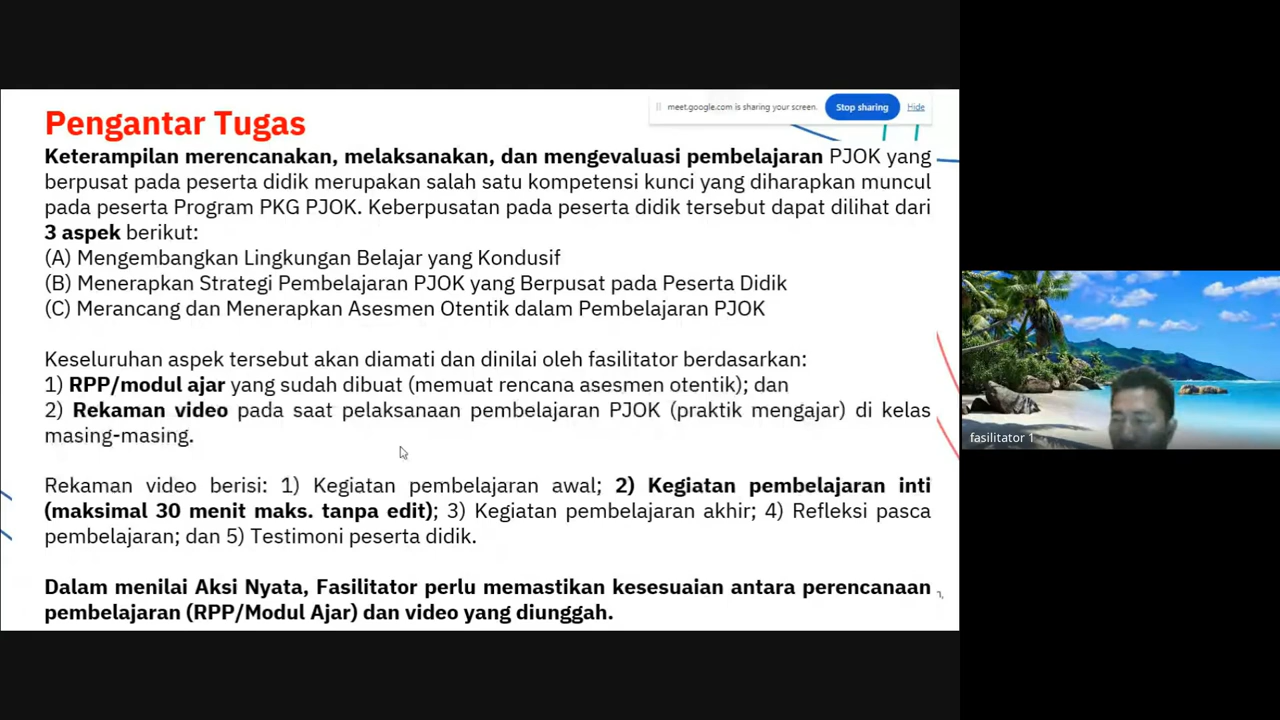 meet.google.com is sharing your screen. Stop sharing Hide
Pengantar Tugas
Keterampilan merencanakan, melaksanakan, dan mengevaluasi pembelajaran PJOK yang
berpusat pada peserta didik merupakan salah satu kompetensi kunci yang diharapkan muncul
pada peserta Program PKG PJOK. Keberpusatan pada peserta didik tersebut dapat dilihat dari
3 aspek berikut:
(A) Mengembangkan Lingkungan Belajar yang Kondusif
(B) Menerapkan Strategi Pembelajaran PJOK yang Berpusat pada Peserta Didik
(C) Merancang dan Menerapkan Asesmen Otentik dalam Pembelajaran PJOK
Keseluruhan aspek tersebut akan diamati dan dinilai oleh fasilitator berdasarkan:
1) RPP/modul ajar yang sudah dibuat (memuat rencana asesmen otentik); dan
2) Rekaman video pada saat pelaksanaan pembelajaran PJOK (praktik mengajar) di kelas
masing-masing.
Rekaman video berisi: 1) Kegiatan pembelajaran awal; 2) Kegiatan pembelajaran inti
(maksimal 30 menit maks. tanpa edit); 3) Kegiatan pembelajaran akhir; 4) Refleksi pasca
pembelajaran; dan 5) Testimoni peserta didik.
Dalam menilai Aksi Nyata, Fasilitator perlu memastikan kesesuaian antara perencanaan
pembelajaran (RPP/Modul Ajar) dan video yang diunggah.
fasilitator 1